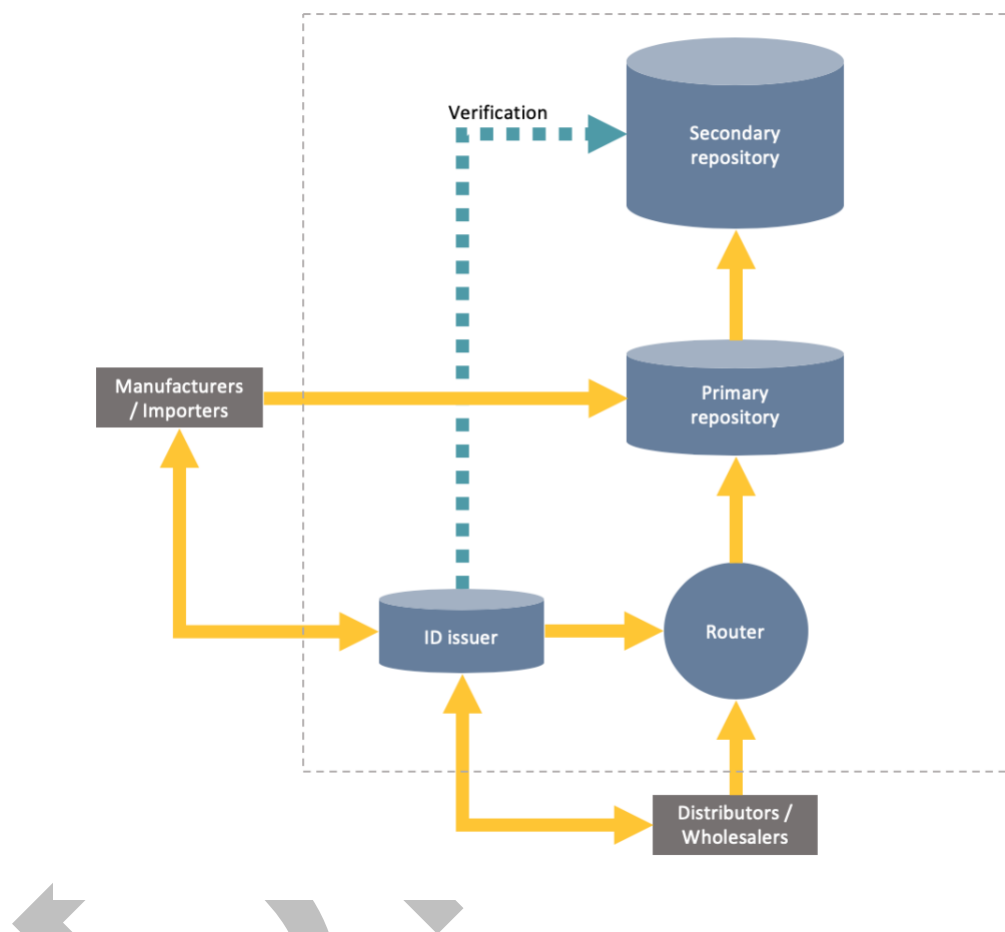 Verification
Secondary
repository
Manufacturers
/ Importers
Primary
repository
ID issuer
Router
Distributors /
Wholesalers